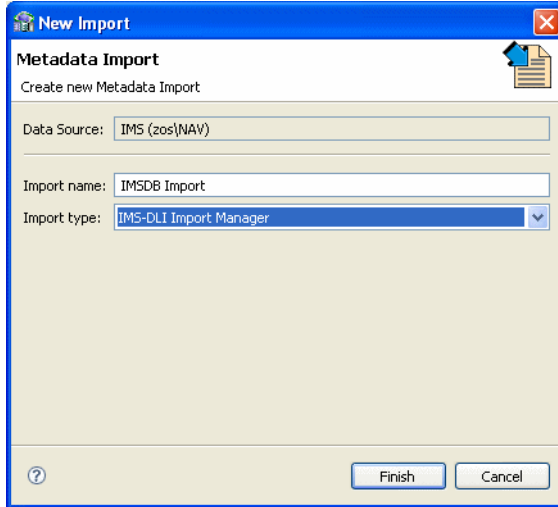 New Import
Metadata Import
Create new Metadata Import
Data Source: IMS (zos\NAV)
Import name: IMSDB Import
Import type: IMS-DLI Import Manager
? Finish Cancel